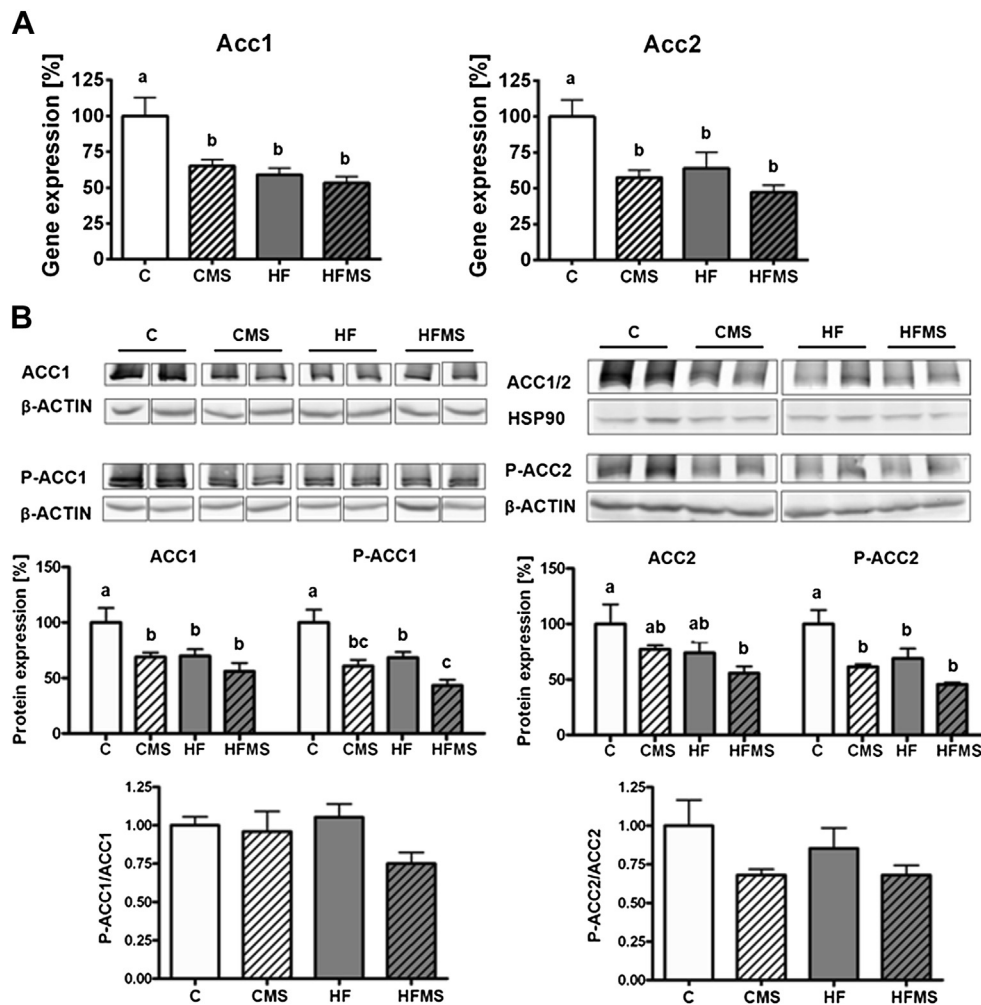 A
Acc1
Gene expression [%]
125
100
75
50
25
0
a
b
b
b
C CMS HF HFMS
Acc2
Gene expression [%]
125
100
75
50
25
0
a
b
b
b
C CMS HF HFMS
B
C CMS HF HFMS
ACC1
β-ACTIN
P-ACC1
β-ACTIN
C CMS HF HFMS
ACC1/2
HSP90
P-ACC2
β-ACTIN
ACC1 P-ACC1
Protein expression [%]
150
100
50
0
a b b b a bc b c
C CMS HF HFMS C CMS HF HFMS
ACC2 P-ACC2
Protein expression [%]
150
100
50
0
a ab ab b a b b b
C CMS HF HFMS C CMS HF HFMS
P-ACC1/ACC1
1.25
1.00
0.75
0.50
0.25
0.00
C CMS HF HFMS
P-ACC2/ACC2
1.25
1.00
0.75
0.50
0.25
0.00
C CMS HF HFMS